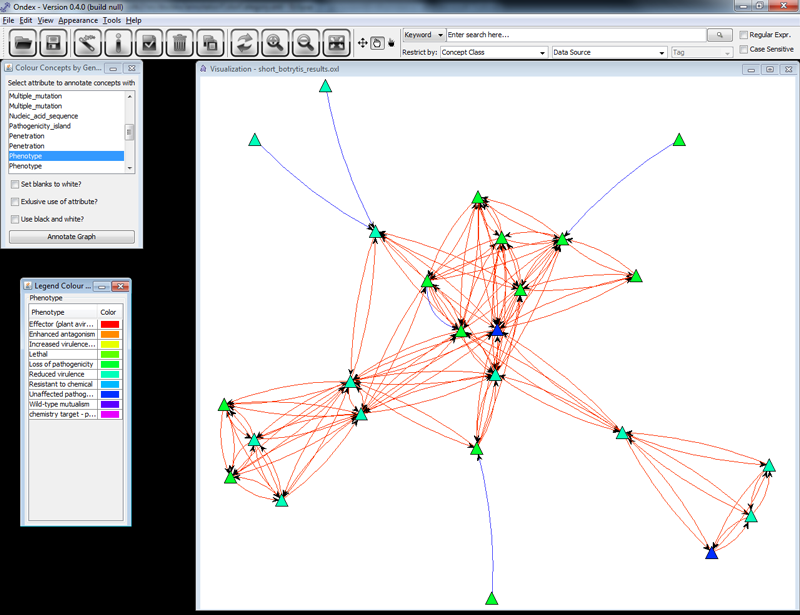 Ondex - Version 0.4.0 (build null)
File Edit View Appearance Tools Help
Keyword Enter search here... Regular Expr.
Restrict by: Concept Class Data Source Tag Case Sensitive
Colour Concepts by Gen...
Select attribute to annotate concepts with
Multiple_mutation
Multiple_mutation
Nucleic_acid_sequence
Pathogenicity_island
Penetration
Penetration
Phenotype
Phenotype
Set blanks to white?
Exlusive use of attribute?
Use black and white?
Annotate Graph
Visualization - short_botrytis_results.oxl
Legend Colour ...
Phenotype
Phenotype Color
Effector (plant avir...
Enhanced antagonism
Increased virulence...
Lethal
Loss of pathogenicity
Reduced virulence
Resistant to chemical
Unaffected pathog...
Wild-type mutualism
chemistry target - p...